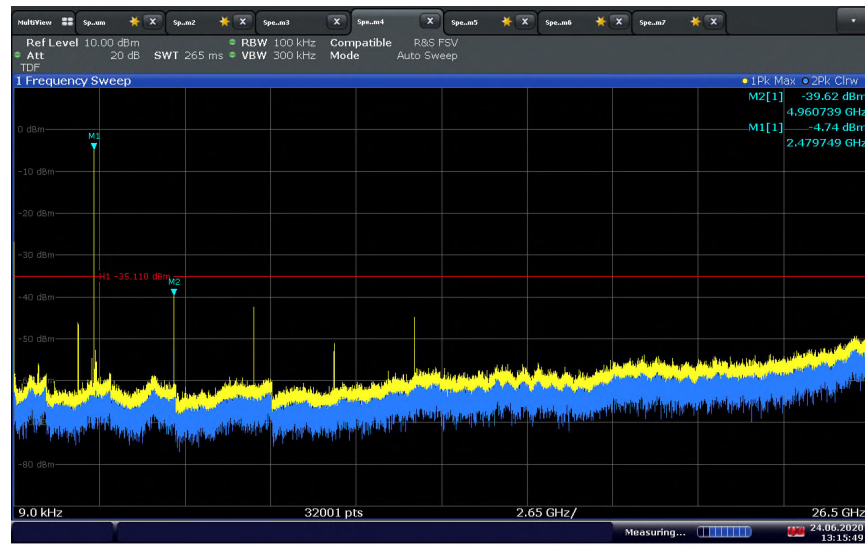 MultiView Sp..um X Sp..m2 X Spe..m3 X Spe..m4 X Spe..m5 X Spe..m6 X Spe..m7 X
Ref Level 10.00 dBm RBW 100 kHz Compatible R&S FSV
Att 20 dB SWT 265 ms VBW 300 kHz Mode Auto Sweep
TDF
1 Frequency Sweep 1Pk Max 2Pk Clrw
M2[1] -39.62 dBm
4.960739 GHz
M1[1] -4.74 dBm
2.479749 GHz
0 dBm
M1
-10 dBm
-20 dBm
-30 dBm
H1 -35.110 dBm
M2
-40 dBm
-50 dBm
-80 dBm
9.0 kHz 32001 pts 2.65 GHz/ 26.5 GHz
Measuring... 24.06.2020
13:15:49